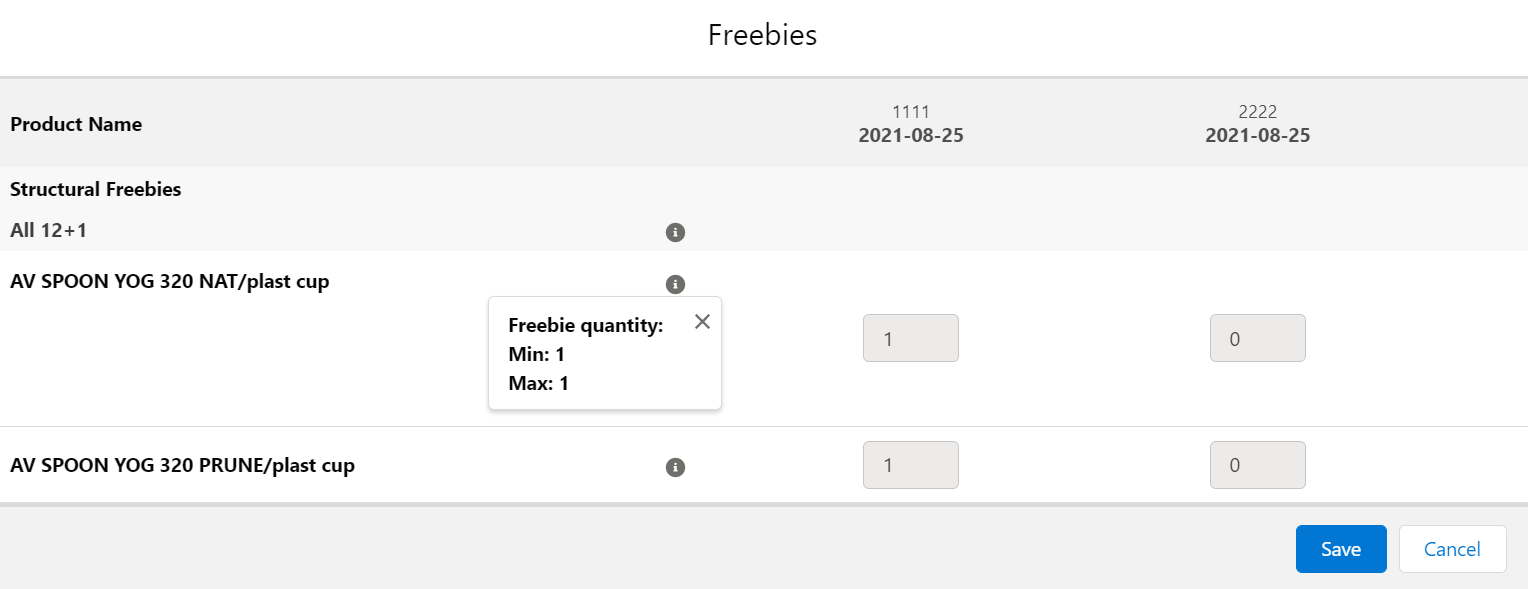 Freebies
Product Name
1111
2021-08-25
2222
2021-08-25
Structural Freebies
All 12+1
AV SPOON YOG 320 NAT/plast cup
Freebie quantity:
Min: 1
Max: 1
1
0
AV SPOON YOG 320 PRUNE/plast cup
1
0
Save
Cancel